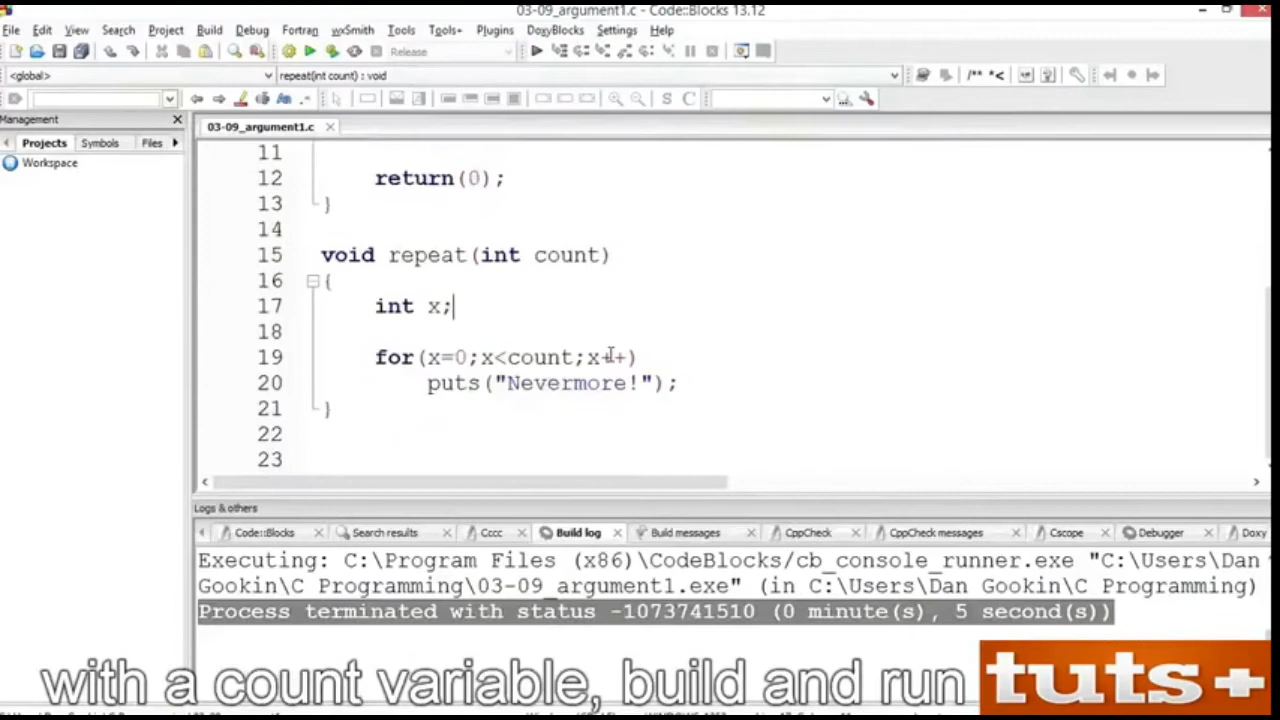 03-09_argument1.c - Code::Blocks 13.12
File Edit View Search Project Build Debug Fortran wxSmith Tools Tools+ Plugins DoxyBlocks Settings Help
Release
<global> repeat(int count) : void
/** *<
S C
Management
03-09_argument1.c
Projects Symbols Files
Workspace
11
12 return(0);
13 }
14
15 void repeat(int count)
16 {
17 int x;
18
19 for(x=0;x<count;x++)
20 puts("Nevermore!");
21 }
22
23
Logs & others
Code::Blocks Search results Cccc Build log Build messages CppCheck CppCheck messages Cscope Debugger Doxy
Executing: C:\Program Files (x86)\CodeBlocks/cb_console_runner.exe "C:\Users\Dan
Gookin\C Programming\03-09_argument1.exe" (in C:\Users\Dan Gookin\C Programming)
Process terminated with status -1073741510 (0 minute(s), 5 second(s))
with a count variable, build and run
tuts+